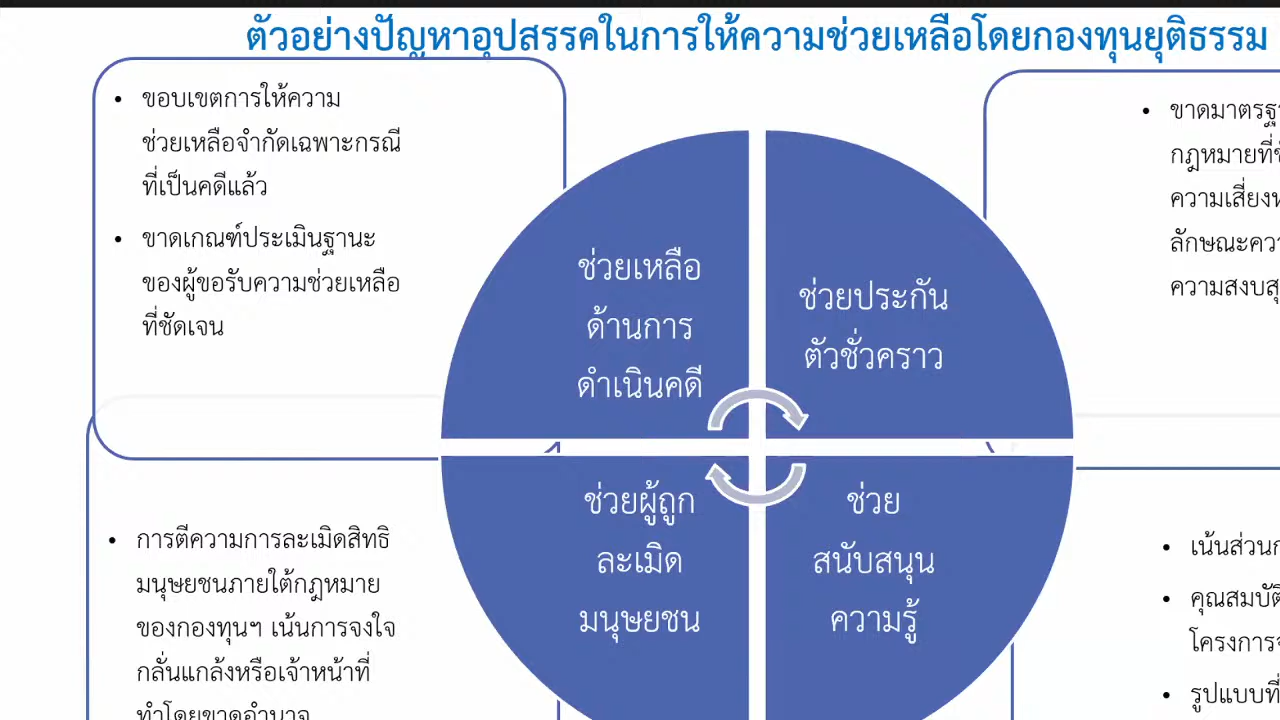 ตัวอย่างปัญหาอุปสรรคในการให้ความช่วยเหลือโดยกองทุนยุติธรรม
• ขอบเขตการให้ความ
ช่วยเหลือจำกัดเฉพาะกรณี
ที่เป็นคดีแล้ว
• ขาดเกณฑ์ประเมินฐานะ
ของผู้ขอรับความช่วยเหลือ
ที่ชัดเจน
ช่วยเหลือ
ด้านการ
ดำเนินคดี
ช่วยประกัน
ตัวชั่วคราว
• ขาดมาตรฐา
กฎหมายที่
ความเสี่ยง
ลักษณะควา
ความสงบสุ
• การตีความการละเมิดสิทธิ
มนุษยชนภายใต้กฎหมาย
ของกองทุนฯ เน้นการจงใจ
กลั่นแกล้งหรือเจ้าหน้าที่
ทำโดยขาดอำนาจ
ช่วยผู้ถูก
ละเมิด
มนุษยชน
ช่วย
สนับสนุน
ความรู้
• เน้นส่วน
• คุณสมบัติ
โครงการ
• รูปแบบที่